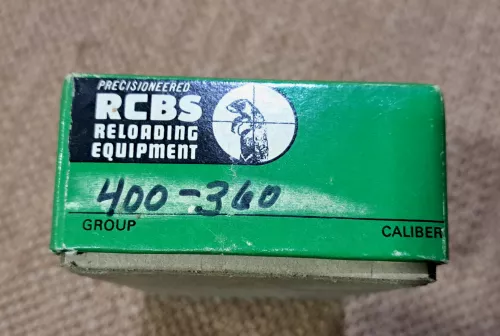 PRECISIONEERED
RCBS
RELOADING
EQUIPMENT
400-360
GROUP CALIBER